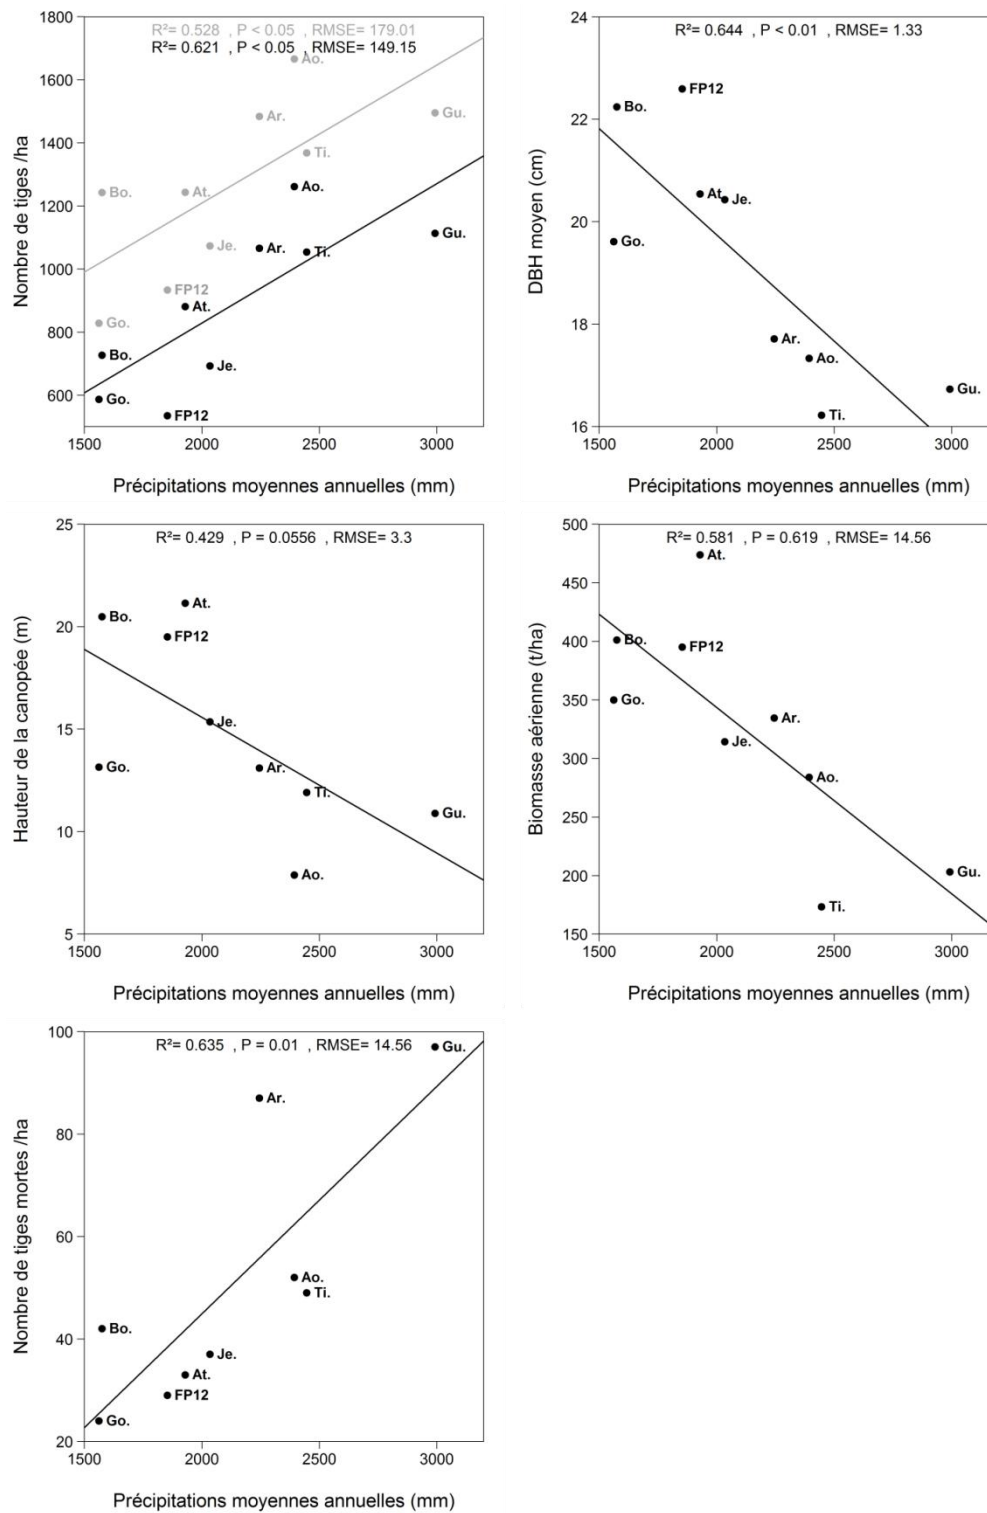 R²= 0.528 , P < 0.05 , RMSE= 179.01
R²= 0.621 , P < 0.05 , RMSE= 149.15
1800
1600
1400
1200
1000
800
600
Nombre de tiges /ha
Ao.
Ar.
Gu.
Ti.
Bo.
At.
Ao.
Je.
Gu.
Ar.
Ti.
FP12
At.
Go.
Bo.
Je.
Go.
FP12
1500 2000 2500 3000
Précipitations moyennes annuelles (mm)
R²= 0.644 , P < 0.01 , RMSE= 1.33
24
22
20
18
16
DBH moyen (cm)
FP12
Bo.
At.
Je.
Go.
Ar.
Ao.
Gu.
Ti.
1500 2000 2500 3000
Précipitations moyennes annuelles (mm)
R²= 0.429 , P = 0.0556 , RMSE= 3.3
25
20
15
10
5
Hauteur de la canopée (m)
At.
Bo.
FP12
Je.
Go.
Ar.
Ti.
Gu.
Ao.
1500 2000 2500 3000
Précipitations moyennes annuelles (mm)
R²= 0.581 , P = 0.619 , RMSE= 14.56
500
450
400
350
300
250
200
150
Biomasse aérienne (t/ha)
At.
Bo.
FP12
Go.
Ar.
Je.
Ao.
Gu.
Ti.
1500 2000 2500 3000
Précipitations moyennes annuelles (mm)
R²= 0.635 , P = 0.01 , RMSE= 14.56
100
80
60
40
20
Nombre de tiges mortes /ha
Gu.
Ar.
Ao.
Ti.
Bo.
Je.
At.
FP12
Go.
1500 2000 2500 3000
Précipitations moyennes annuelles (mm)